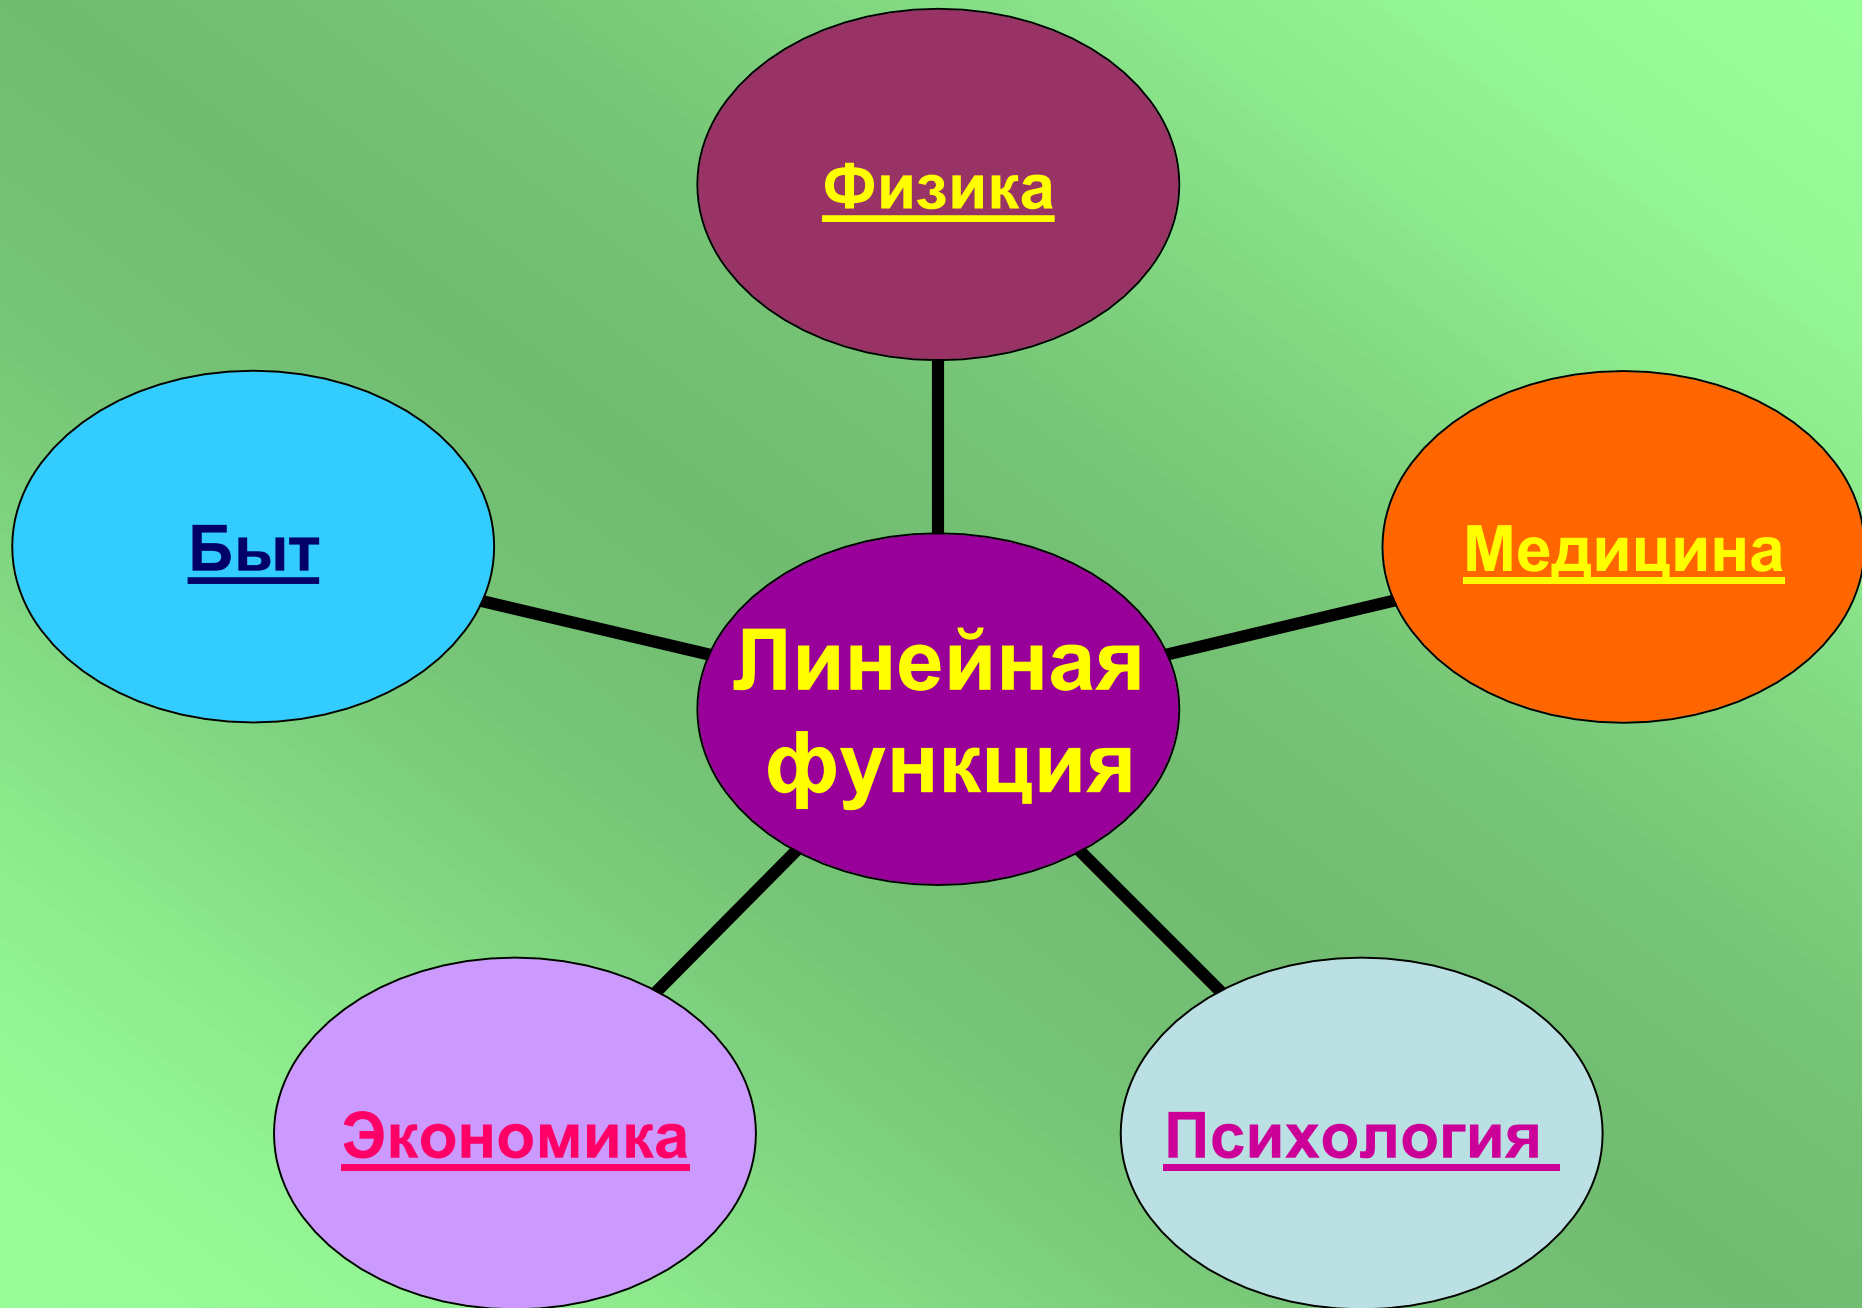 Физика
Быт
Медицина
Линейная
функция
Экономика
Психология